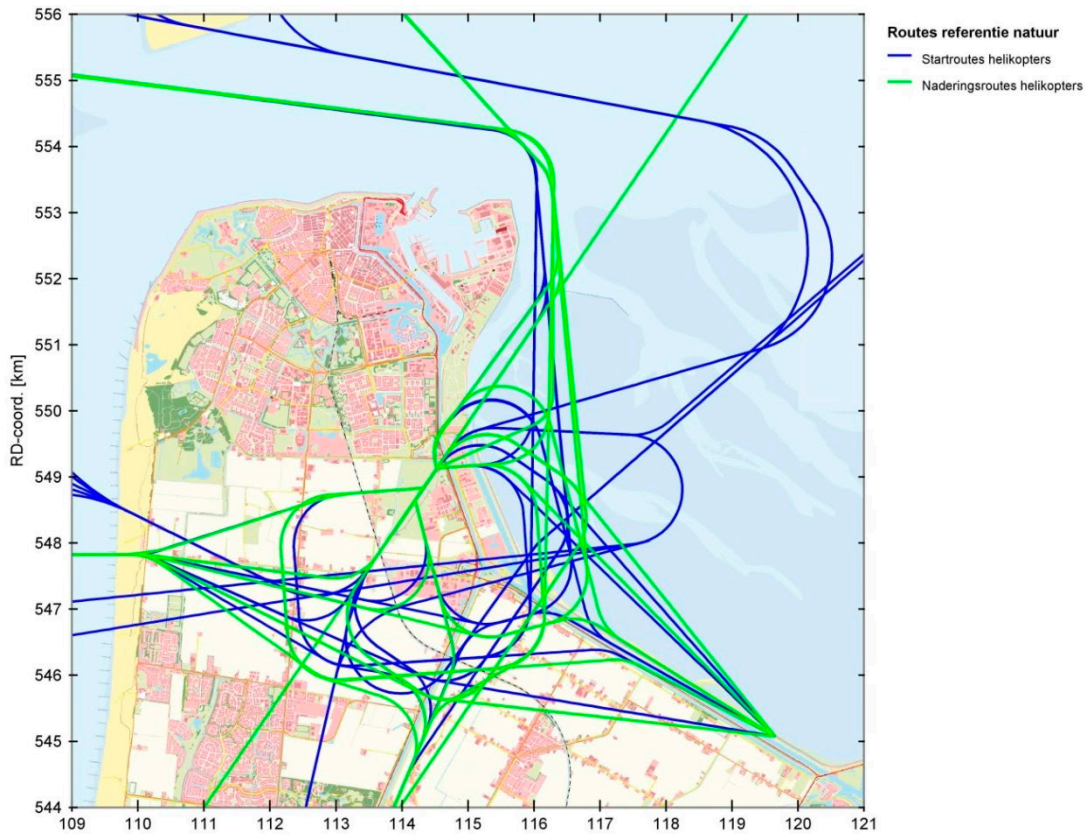 Routes referentie natuur
Startroutes helikopters
Naderingsroutes helikopters
RD-coord. [km]
556
555
554
553
552
551
550
549
548
547
546
545
544
109 110 111 112 113 114 115 116 117 118 119 120 121